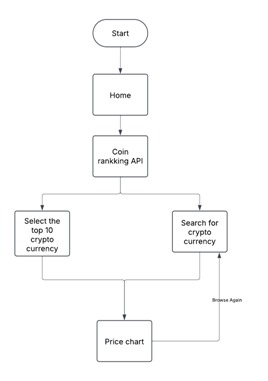 Start
Home
Coin
rankking API
Select the
top 10
crypto
currency
Search for
crypto
currency
Browse Again
Price chart